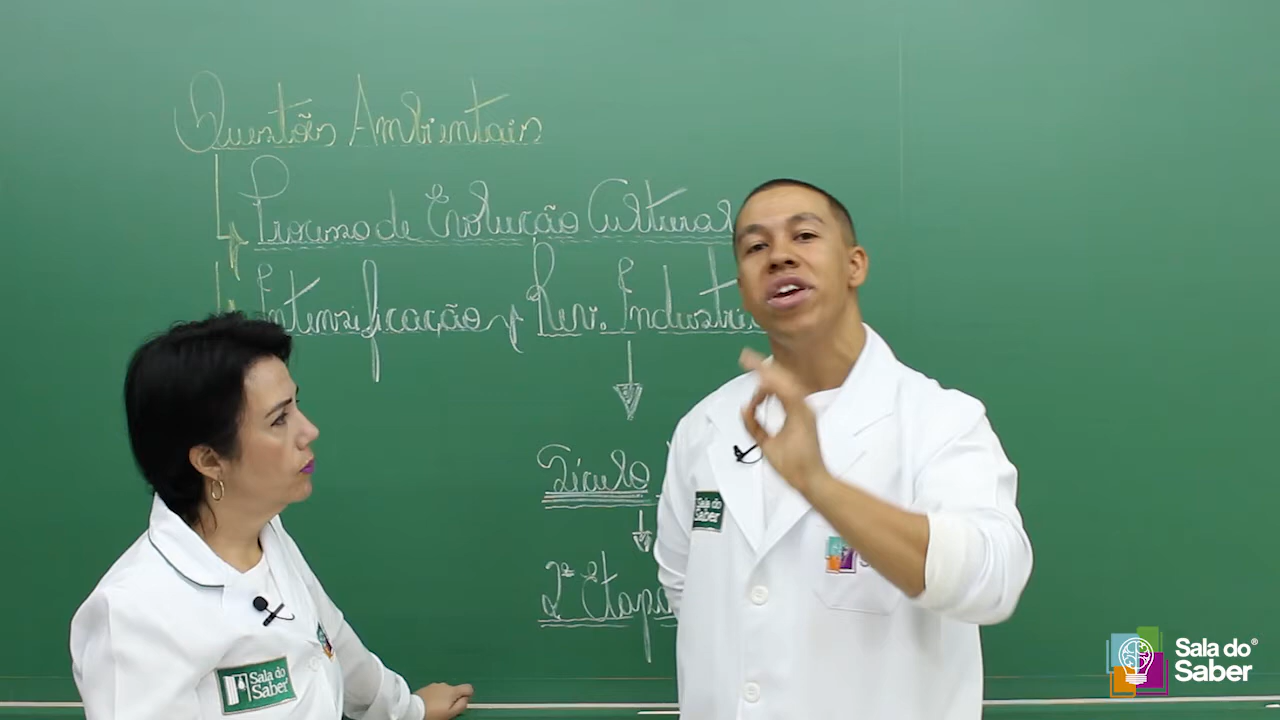 Questões Ambientais
Processo de Evolução Cultural
Intensificação, Rev. Industria
Século
2ª Etapa
Sala do
Saber
Sala do
Saber
Sala do®
Saber